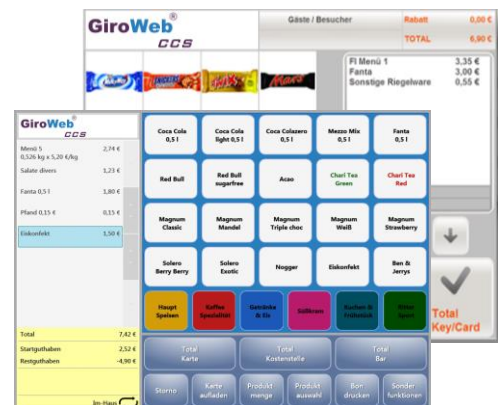 GiroWeb®
CCS
Gäste / Besucher
Rabatt 0,00 €
TOTAL 6,90 €
FI Menü 1 3,35 €
Fanta 3,00 €
Sonstige Riegelware 0,55 €
Milky Way
SNICKERS
Twix
Mars
Total
Key/Card
GiroWeb®
CCS
Menü 5 2,74 €
0,526 kg x 5,20 €/kg
Salate divers 1,23 €
Fanta 0,5 l 1,80 €
Pfand 0,15 € 0,15 €
Eiskonfekt 1,50 €
Total 7,42 €
Startguthaben 2,52 €
Restguthaben -4,90 €
Im-Haus
Coca Cola
0,5 l
Coca Cola
light 0,5 l
Coca Colazero
0,5 l
Mezzo Mix
0,5 l
Fanta
0,5 l
Red Bull
Red Bull
sugarfree
Acao
Chari Tea
Green
Chari Tea
Red
Magnum
Classic
Magnum
Mandel
Magnum
Triple choc
Magnum
Weiß
Magnum
Strawberry
Solero
Berry Berry
Solero
Exotic
Nogger
Eiskonfekt
Ben &
Jerrys
Haupt
Speisen
Kaffee
Spezialität
Getränke
& Eis
Süßkram
Kuchen &
Frühstück
Total
Karte
Total
Kostenstelle
Total
Bar
Storno
Karte
aufladen
Produkt
menge
Produkt
auswahl
Bon
drucken
Sonder
funktionen